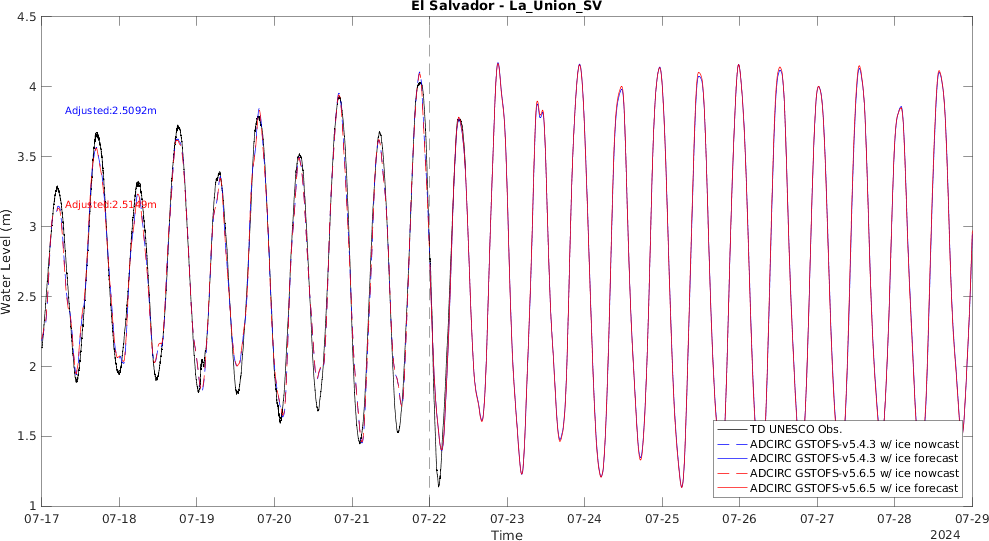 El Salvador - La_Union_SV
Water Level (m)
4.5
4
3.5
3
2.5
2
1.5
1
Adjusted:2.5092m
TD UNESCO Obs.
ADCIRC GSTOFS-v5.4.3 w/ ice nowcast
ADCIRC GSTOFS-v5.4.3 w/ ice forecast
ADCIRC GSTOFS-v5.6.5 w/ ice nowcast
ADCIRC GSTOFS-v5.6.5 w/ ice forecast
07-17 07-18 07-19 07-20 07-21 07-22 07-23 07-24 07-25 07-26 07-27 07-28 07-29
Time
2024